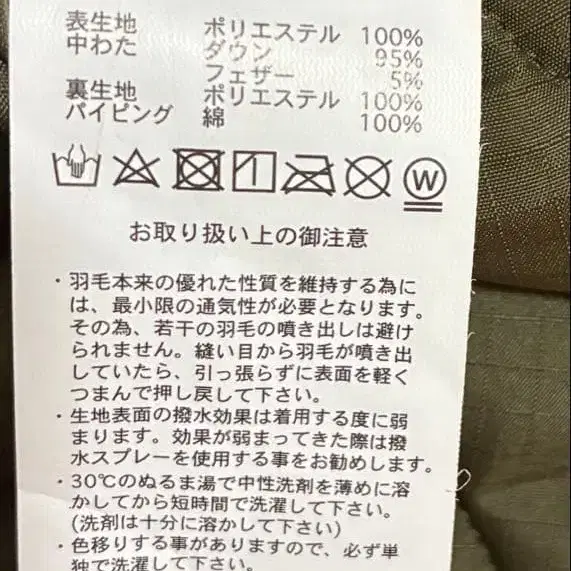 表生地 ポリエステル 100%
中わた ダウン 95%
フェザー 5%
裏生地 ポリエステル 100%
パイピング 綿 100%
W
お取り扱い上の御注意
・羽毛本来の優れた性質を維持する為に
は、最小限の通気性が必要となります。
その為、若干の羽毛の噴き出しは避け
られません。縫い目から羽毛が噴き出
していたら、引っ張らずに表面を軽く
つまんで押し戻して下さい。
・生地表面の撥水効果は着用する度に弱
まります。効果が弱まってきた際は撥
水スプレーを使用する事をお勧めします。
・30℃のぬるま湯で中性洗剤を薄めに溶
かしてから短時間で洗濯して下さい。
(洗剤は十分に溶かして下さい)
・色移りする事がありますので、必ず単
独で洗濯して下さい。